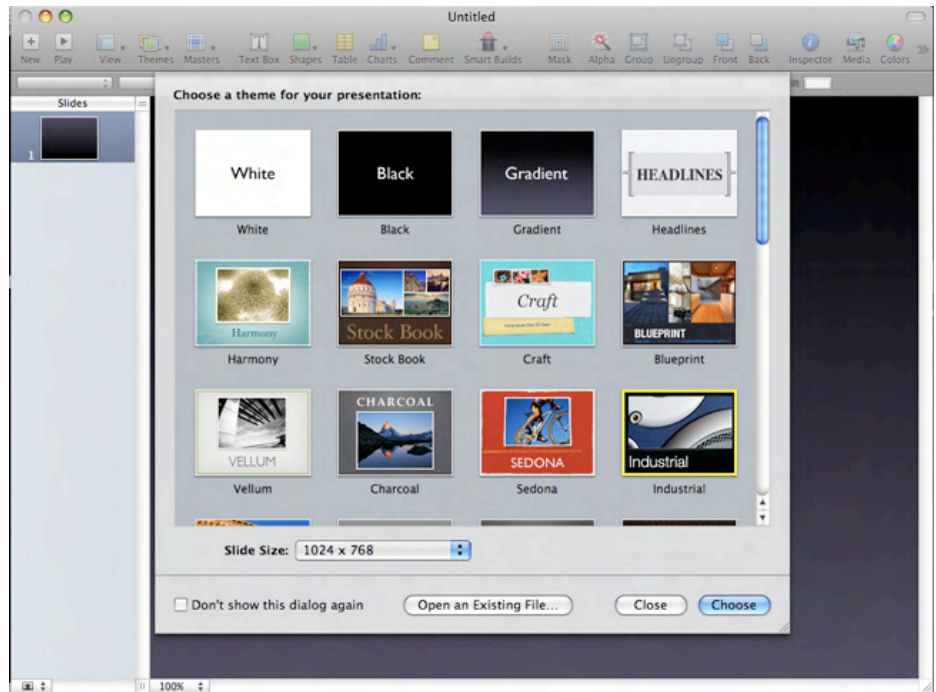 Untitled
New Play View Themes Masters Text Box Shapes Table Charts Comment Smart Builds Mask Alpha Group Ungroup Front Back Inspector Media Colors
Slides
1
Choose a theme for your presentation:
White Black Gradient HEADLINES
White Black Gradient Headlines
Harmony Stock Book Craft BLUEPRINT
Harmony Stock Book Craft Blueprint
VELLUM CHARCOAL SEDONA Industrial
Vellum Charcoal Sedona Industrial
Slide Size: 1024 x 768
Don't show this dialog again Open an Existing File... Close Choose
100%